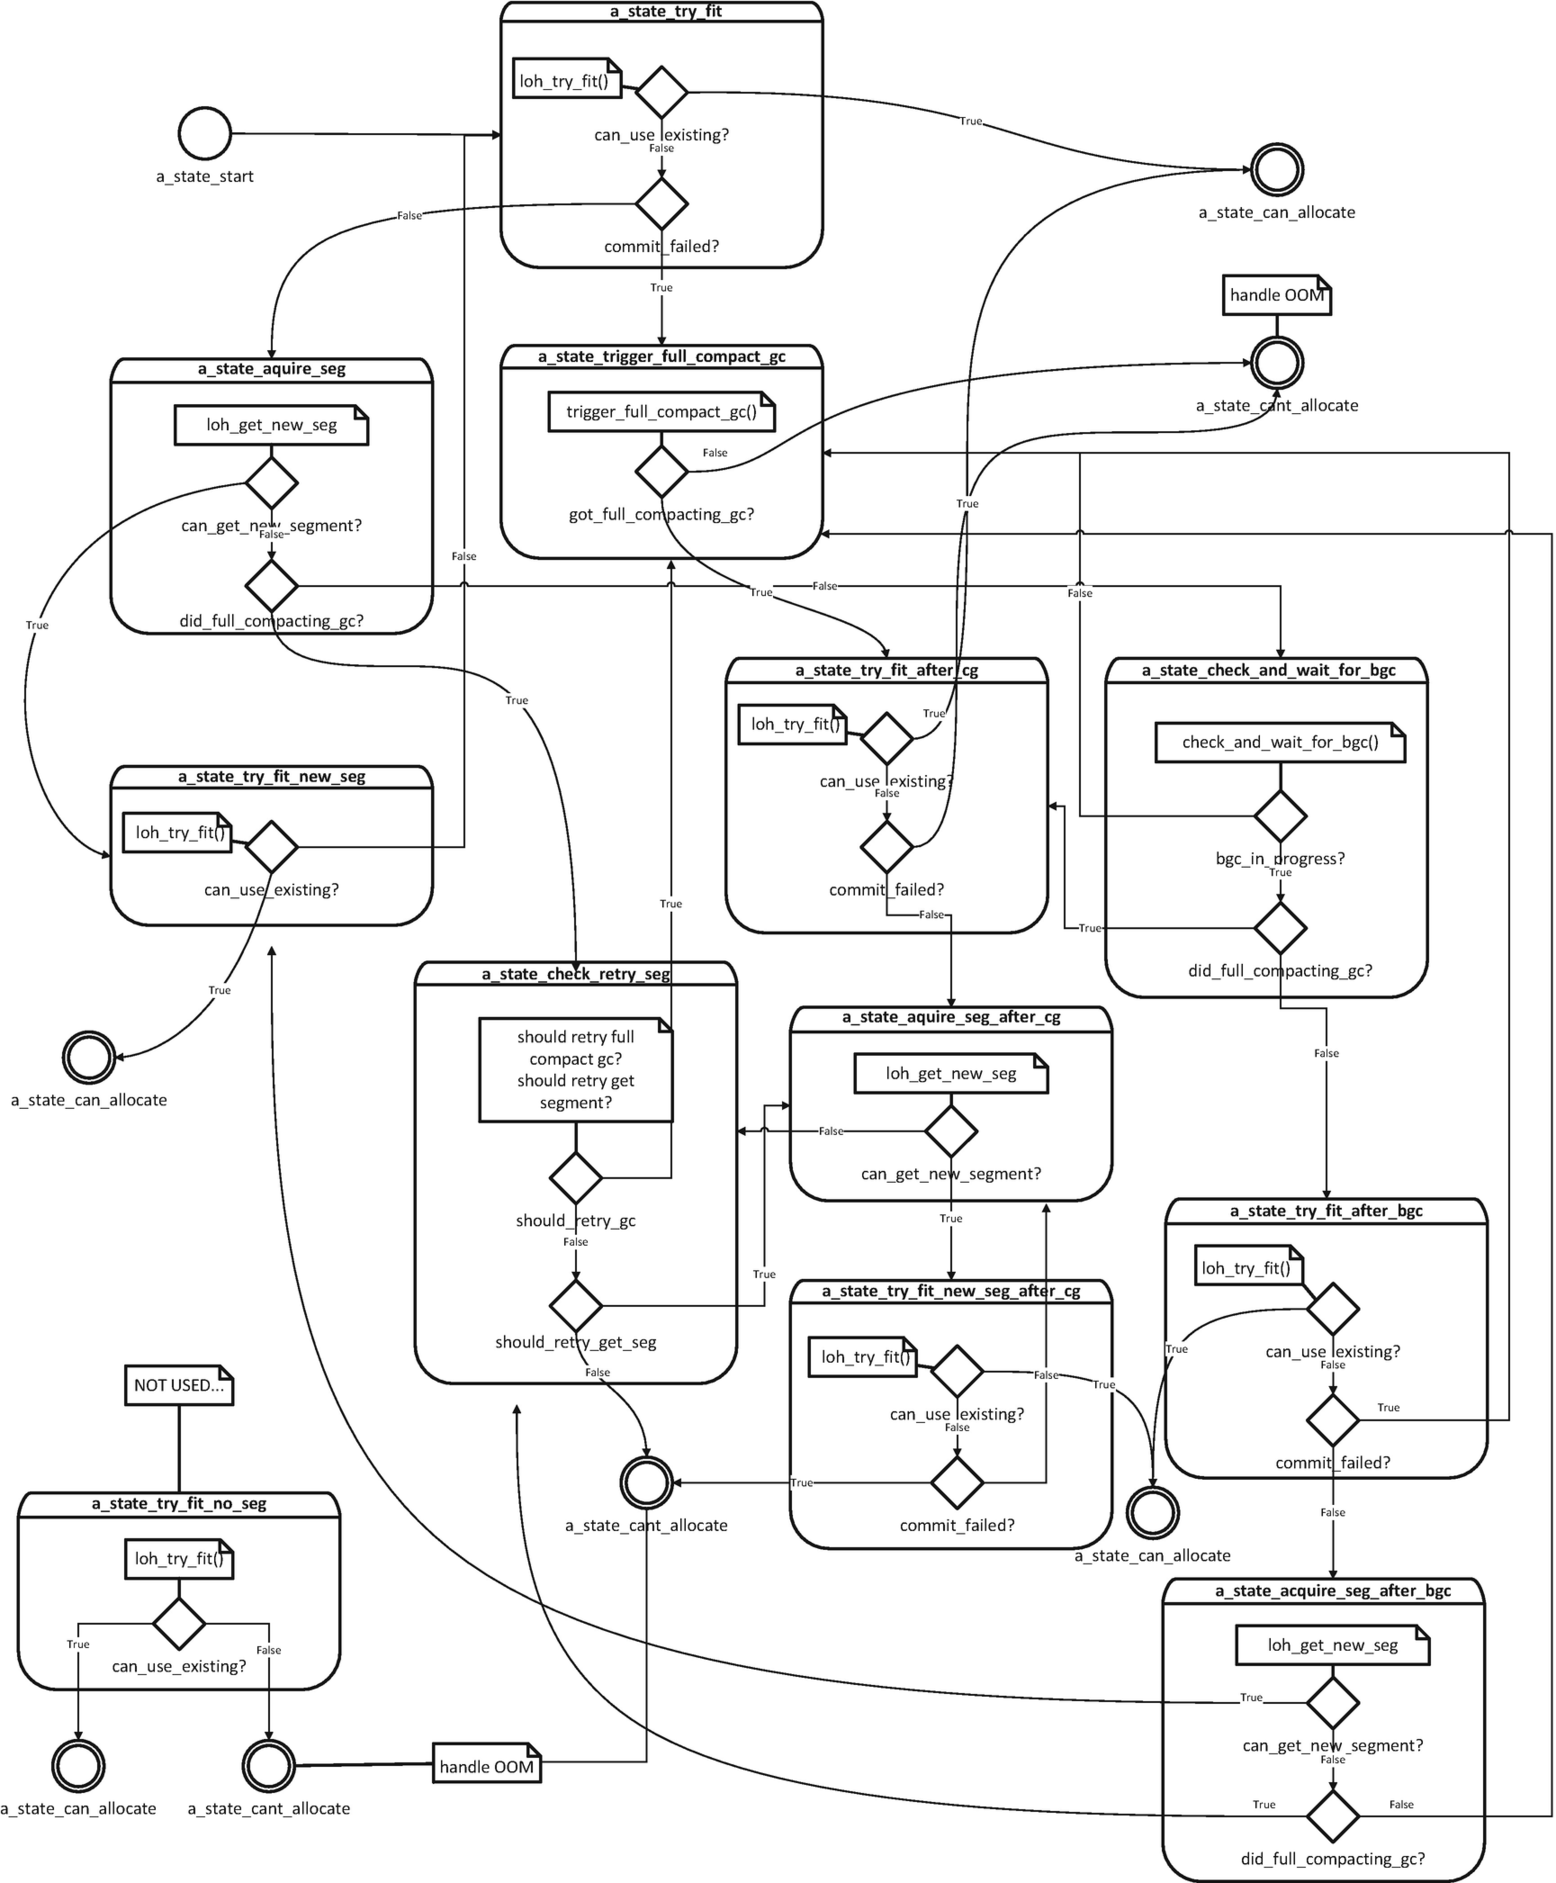 a_state_try_fit
loh_try_fit()
can_use_existing?
False
True
commit_failed?
False
True
a_state_start
a_state_can_allocate
handle OOM
a_state_cant_allocate
a_state_aquire_seg
loh_get_new_seg
can_get_new_segment?
False
did_full_compacting_gc?
True
False
True
a_state_trigger_full_compact_gc
trigger_full_compact_gc()
False
got_full_compacting_gc?
True
False
True
False
a_state_try_fit_new_seg
loh_try_fit()
can_use_existing?
True
a_state_can_allocate
a_state_try_fit_after_cg
loh_try_fit()
True
can_use_existing?
False
commit_failed?
False
a_state_check_and_wait_for_bgc
check_and_wait_for_bgc()
bgc_in_progress?
True
True
did_full_compacting_gc?
False
True
a_state_check_retry_seg
should retry full
compact gc?
should retry get
segment?
should_retry_gc
False
should_retry_get_seg
False
True
a_state_aquire_seg_after_cg
loh_get_new_seg
False
can_get_new_segment?
True
a_state_try_fit_new_seg_after_cg
loh_try_fit()
False
True
can_use_existing?
False
True
commit_failed?
a_state_cant_allocate
a_state_can_allocate
a_state_try_fit_after_bgc
loh_try_fit()
True
can_use_existing?
False
True
commit_failed?
False
NOT USED...
a_state_try_fit_no_seg
loh_try_fit()
True
False
can_use_existing?
a_state_can_allocate
a_state_cant_allocate
handle OOM
a_state_acquire_seg_after_bgc
loh_get_new_seg
True
can_get_new_segment?
False
True
False
did_full_compacting_gc?